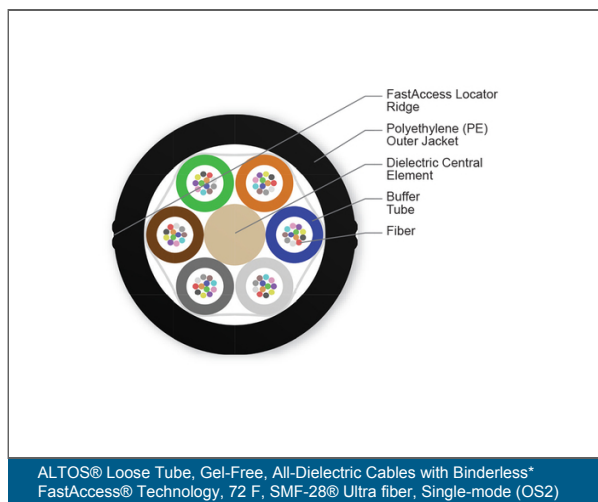 FastAccess Locator
Ridge
Polyethylene (PE)
Outer Jacket
Dielectric Central
Element
Buffer
Tube
Fiber
ALTOS® Loose Tube, Gel-Free, All-Dielectric Cables with Binderless*
FastAccess® Technology, 72 F, SMF-28® Ultra fiber, Single-mode (OS2)